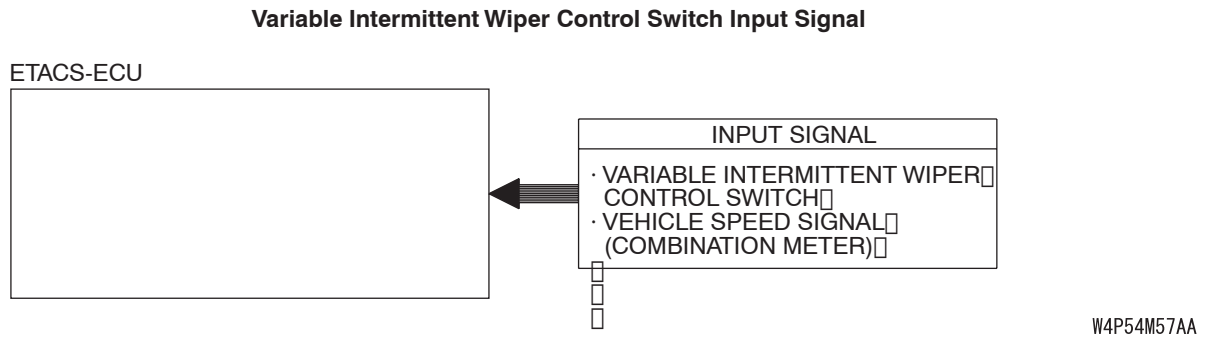 Variable Intermittent Wiper Control Switch Input Signal
ETACS-ECU
INPUT SIGNAL
· VARIABLE INTERMITTENT WIPER
CONTROL SWITCH
· VEHICLE SPEED SIGNAL
(COMBINATION METER)
W4P54M57AA